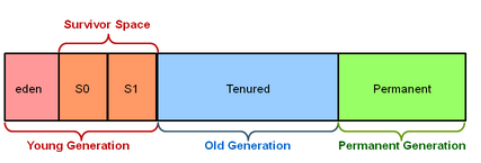 Survivor Space
eden
S0
S1
Tenured
Permanent
Young Generation
Old Generation
Permanent Generation